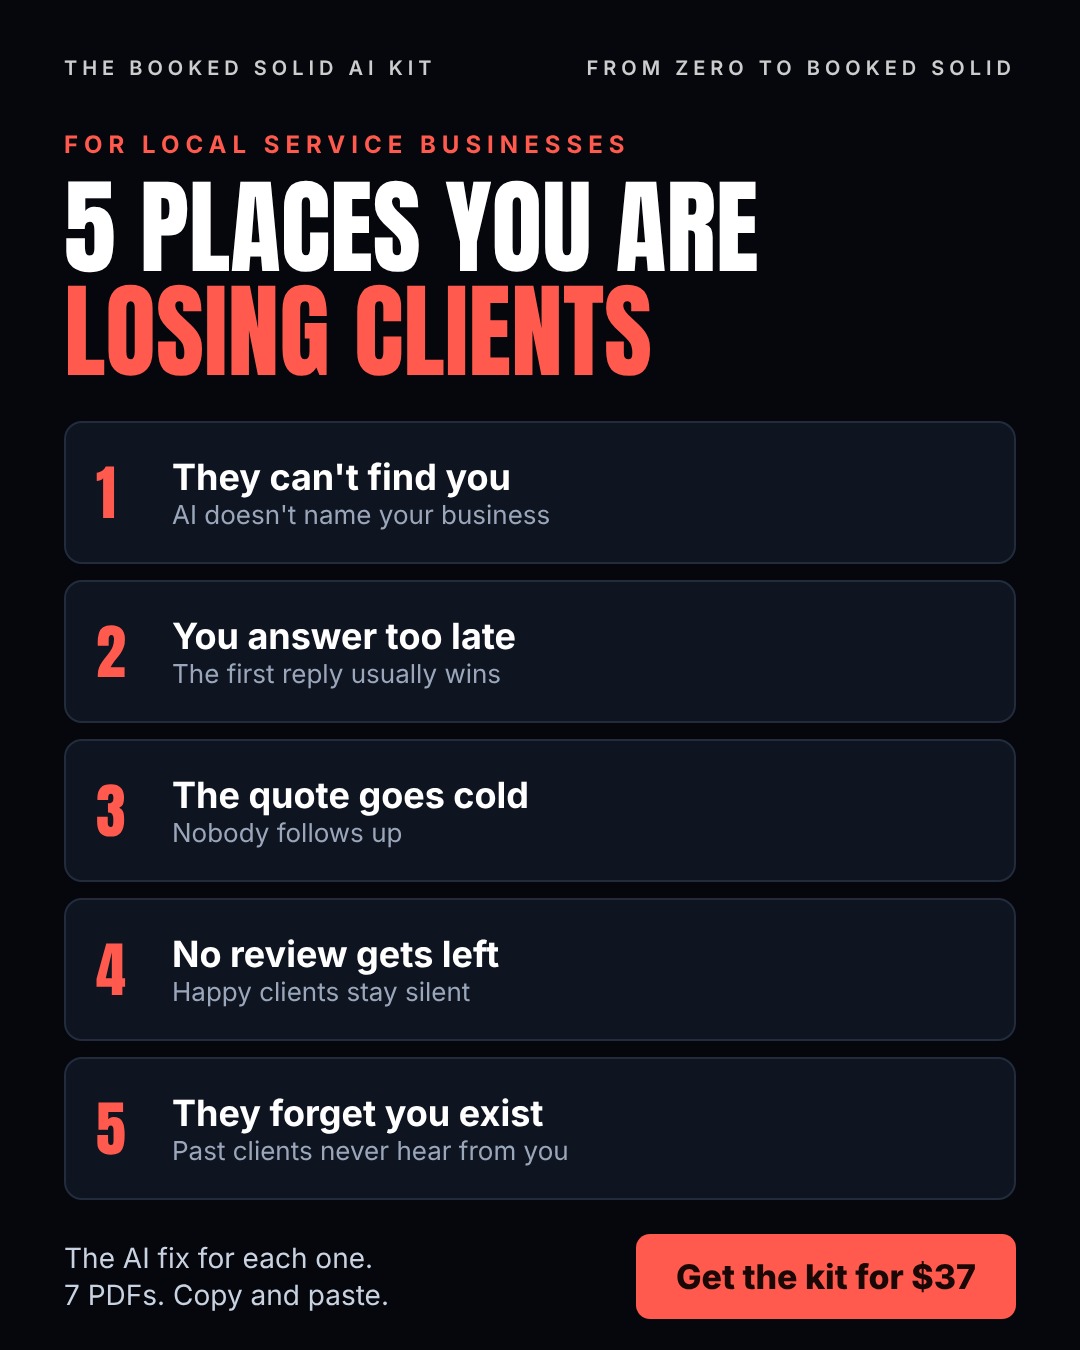 THE BOOKED SOLID AI KIT
FROM ZERO TO BOOKED SOLID
FOR LOCAL SERVICE BUSINESSES
5 PLACES YOU ARE
LOSING CLIENTS
1
They can't find you
AI doesn't name your business
2
You answer too late
The first reply usually wins
3
The quote goes cold
Nobody follows up
4
No review gets left
Happy clients stay silent
5
They forget you exist
Past clients never hear from you
The AI fix for each one.
7 PDFs. Copy and paste.
Get the kit for $37